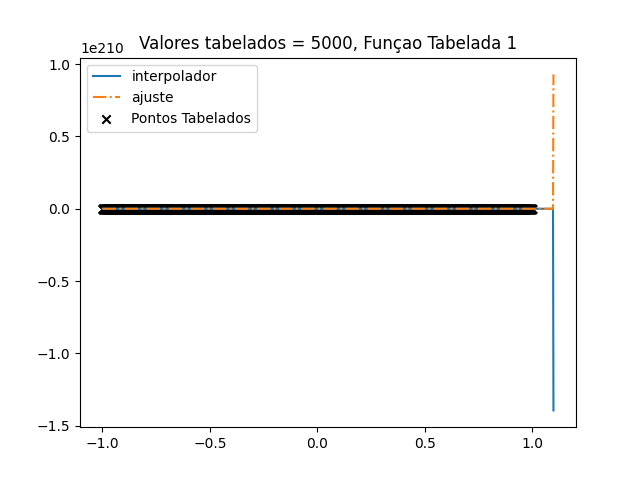 Valores tabelados = 5000, Funçao Tabelada 1
1e210
interpolador
ajuste
Pontos Tabelados
1.0
0.5
0.0
−0.5
−1.0
−1.5
−1.0 −0.5 0.0 0.5 1.0